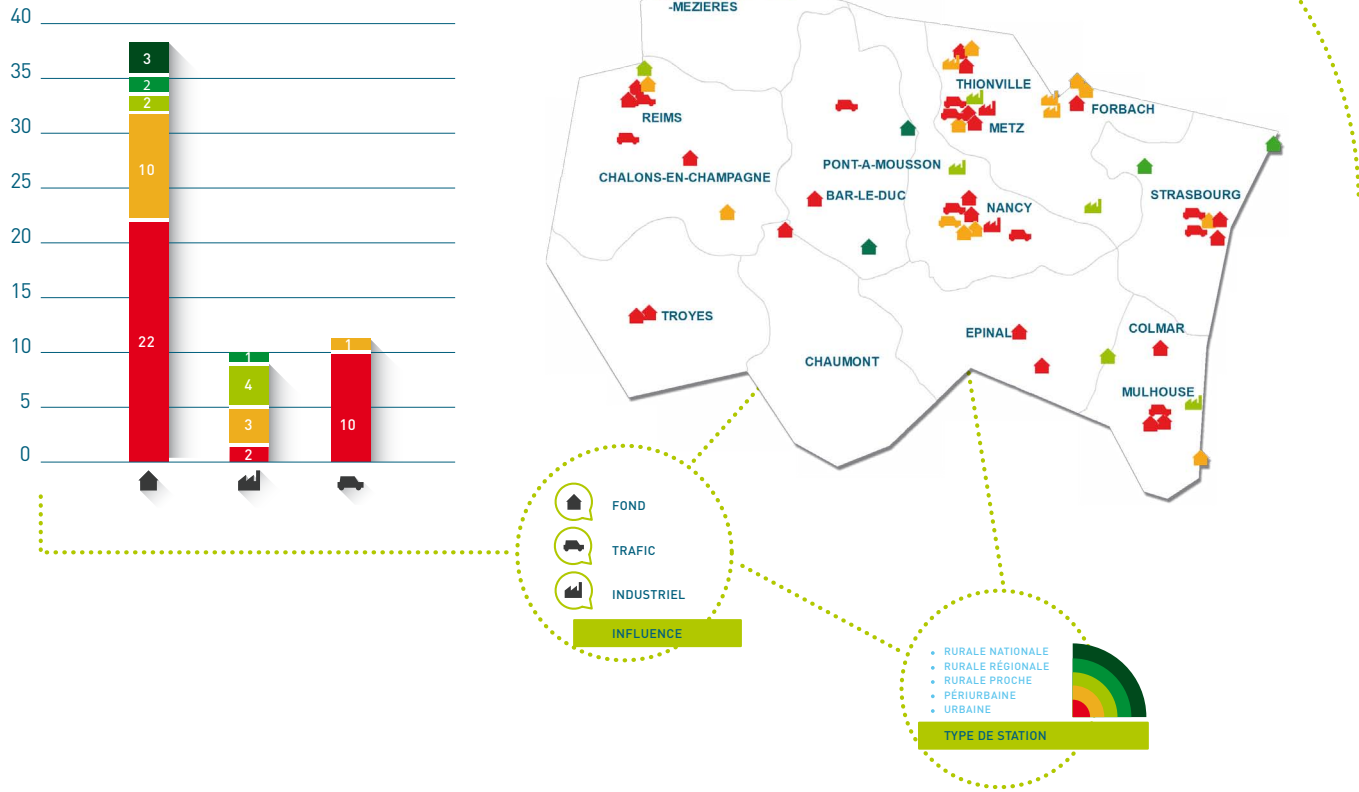 40
35
30
25
20
15
10
5
0
3
2
2
10
22
1
4
3
2
1
10
-MEZIERES
THIONVILLE
FORBACH
REIMS
METZ
PONT-A-MOUSSON
CHALONS-EN-CHAMPAGNE
BAR-LE-DUC
STRASBOURG
NANCY
TROYES
EPINAL
COLMAR
CHAUMONT
MULHOUSE
FOND
TRAFIC
INDUSTRIEL
INFLUENCE
• RURALE NATIONALE
• RURALE RÉGIONALE
• RURALE PROCHE
• PÉRIURBAINE
• URBAINE
TYPE DE STATION